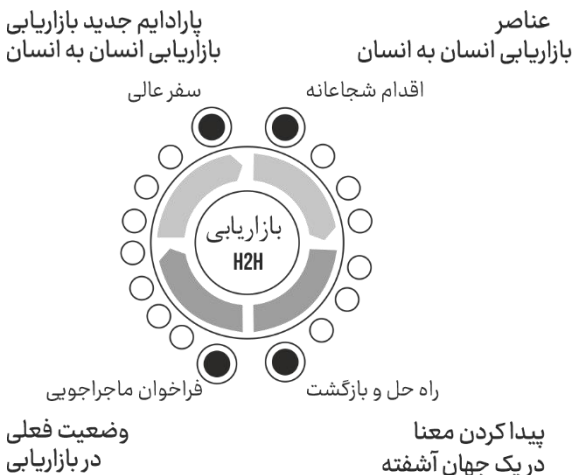 عناصر
بازاریابی انسان به انسان
پارادایم جدید بازاریابی
بازاریابی انسان به انسان
اقدام شجاعانه
سفر عالی
بازاریابی
H2H
راه حل و بازگشت
فراخوان ماجراجویی
پیدا کردن معنا
در یک جهان آشفته
وضعیت فعلی
در بازاریابی